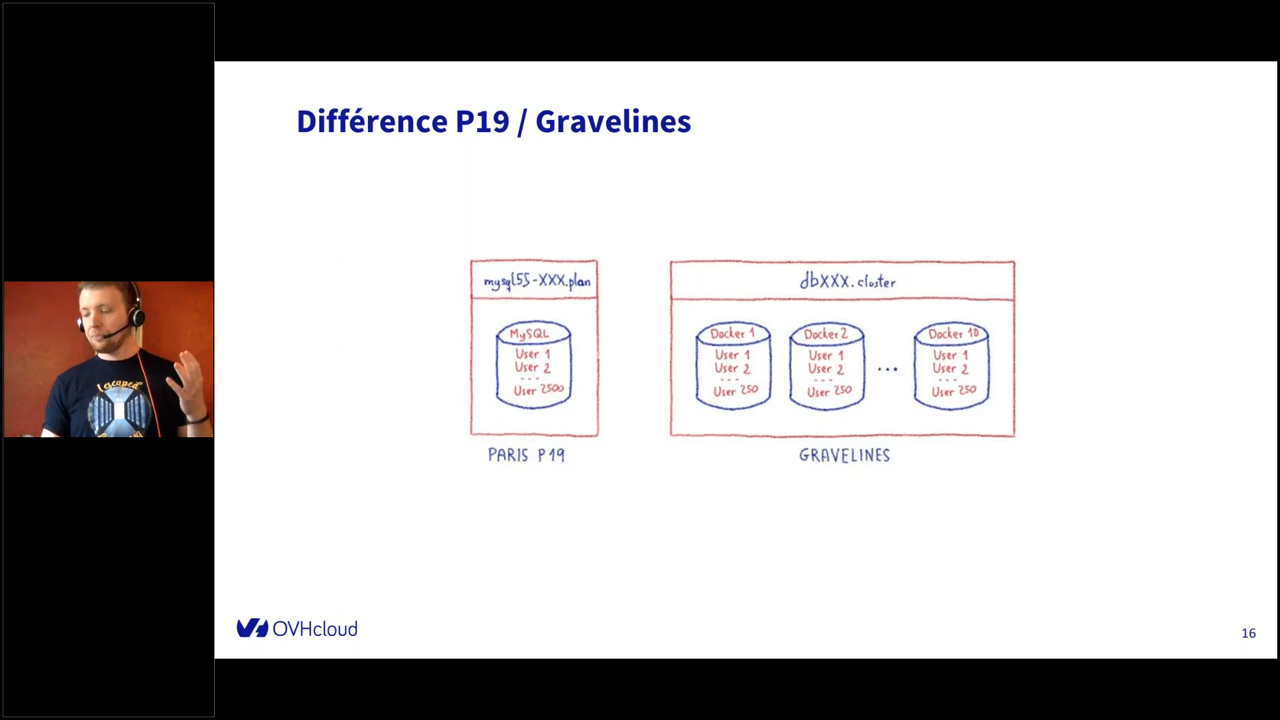 Différence P19 / Gravelines
mysql55-XXX.plan
MySQL
User 1
User 2
...
User 2500
PARIS P19
dbXXX.cluster
Docker 1
User 1
User 2
...
User 250
Docker 2
User 1
User 2
...
User 250
...
Docker 10
User 1
User 2
...
User 250
GRAVELINES
I escaped
OVHcloud
16